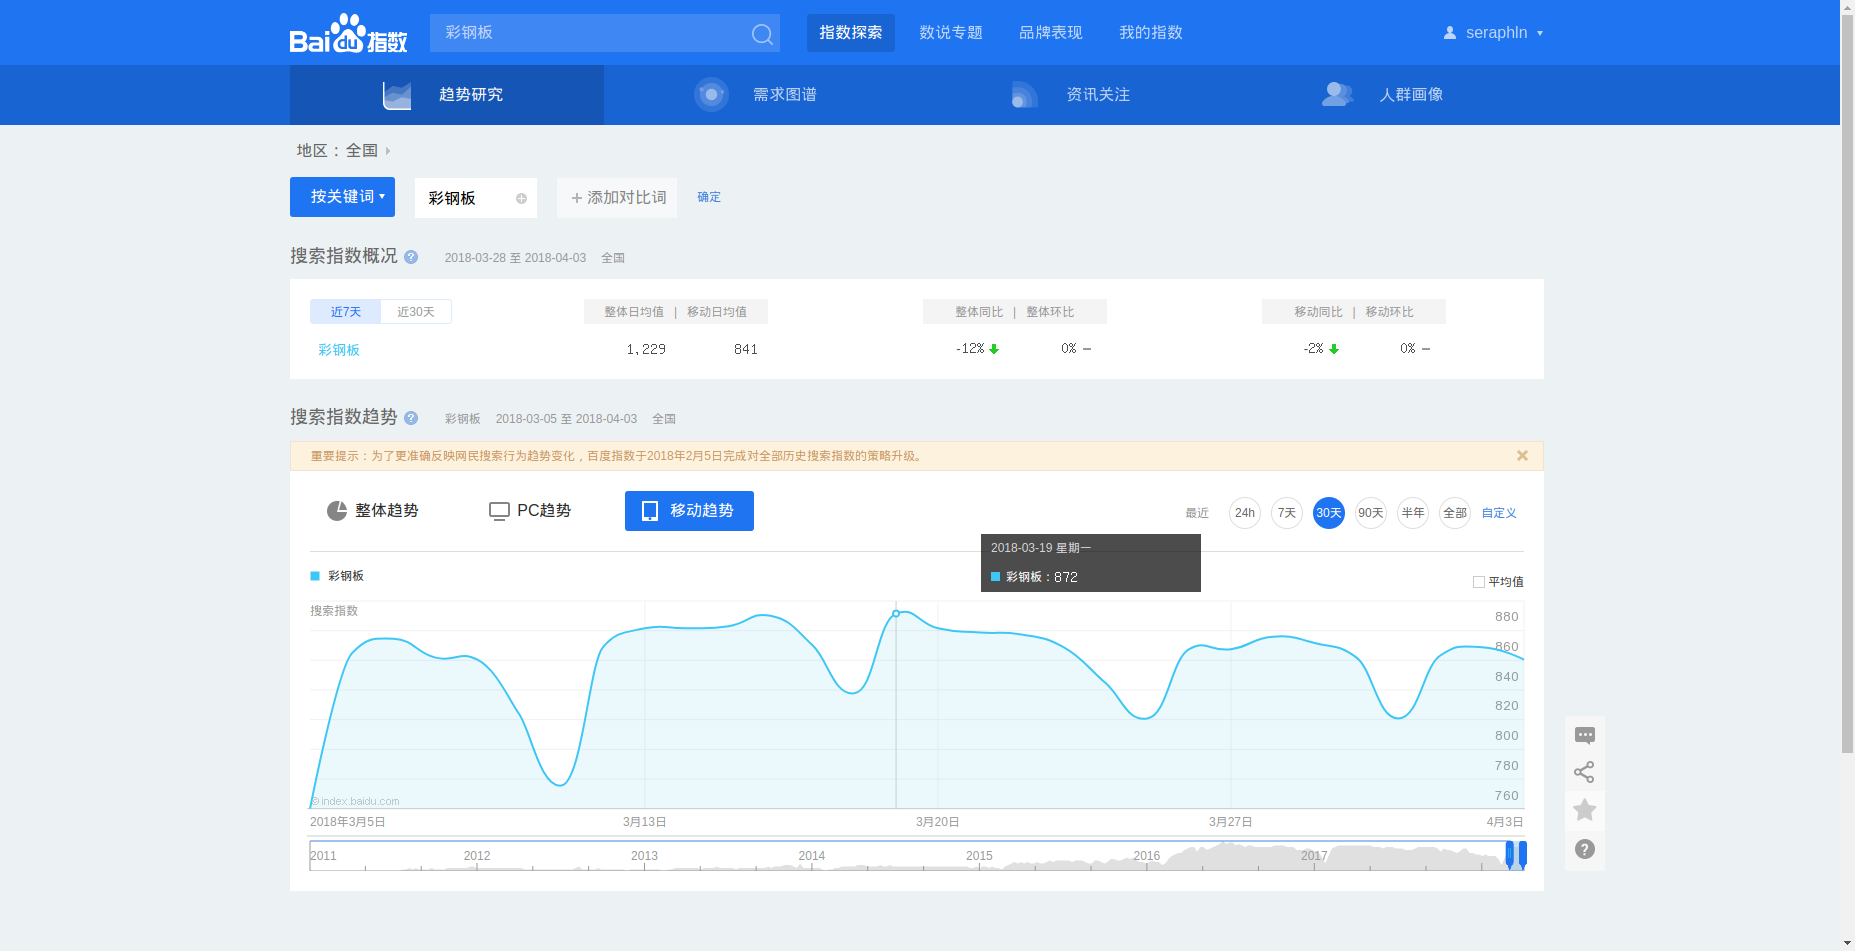 Bai du 指数
彩钢板
指数探索 数说专题 品牌表现 我的指数 seraphln
趋势研究 需求图谱 资讯关注 人群画像
地区：全国
按关键词 彩钢板 + 添加对比词 确定
搜索指数概况 ? 2018-03-28 至 2018-04-03 全国
近7天 近30天 整体日均值 | 移动日均值 整体同比 | 整体环比 移动同比 | 移动环比
彩钢板 1,229 841 -12% 0% - -2% 0% -
搜索指数趋势 ? 彩钢板 2018-03-05 至 2018-04-03 全国
重要提示：为了更准确反映网民搜索行为趋势变化，百度指数于2018年2月5日完成对全部历史搜索指数的策略升级。
整体趋势 PC趋势 移动趋势 最近 24h 7天 30天 90天 半年 全部 自定义
2018-03-19 星期一
彩钢板：872
彩钢板 平均值
搜索指数
880
860
840
820
800
780
760
© index.baidu.com
2018年3月5日 3月13日 3月20日 3月27日 4月3日
2011 2012 2013 2014 2015 2016 2017
?